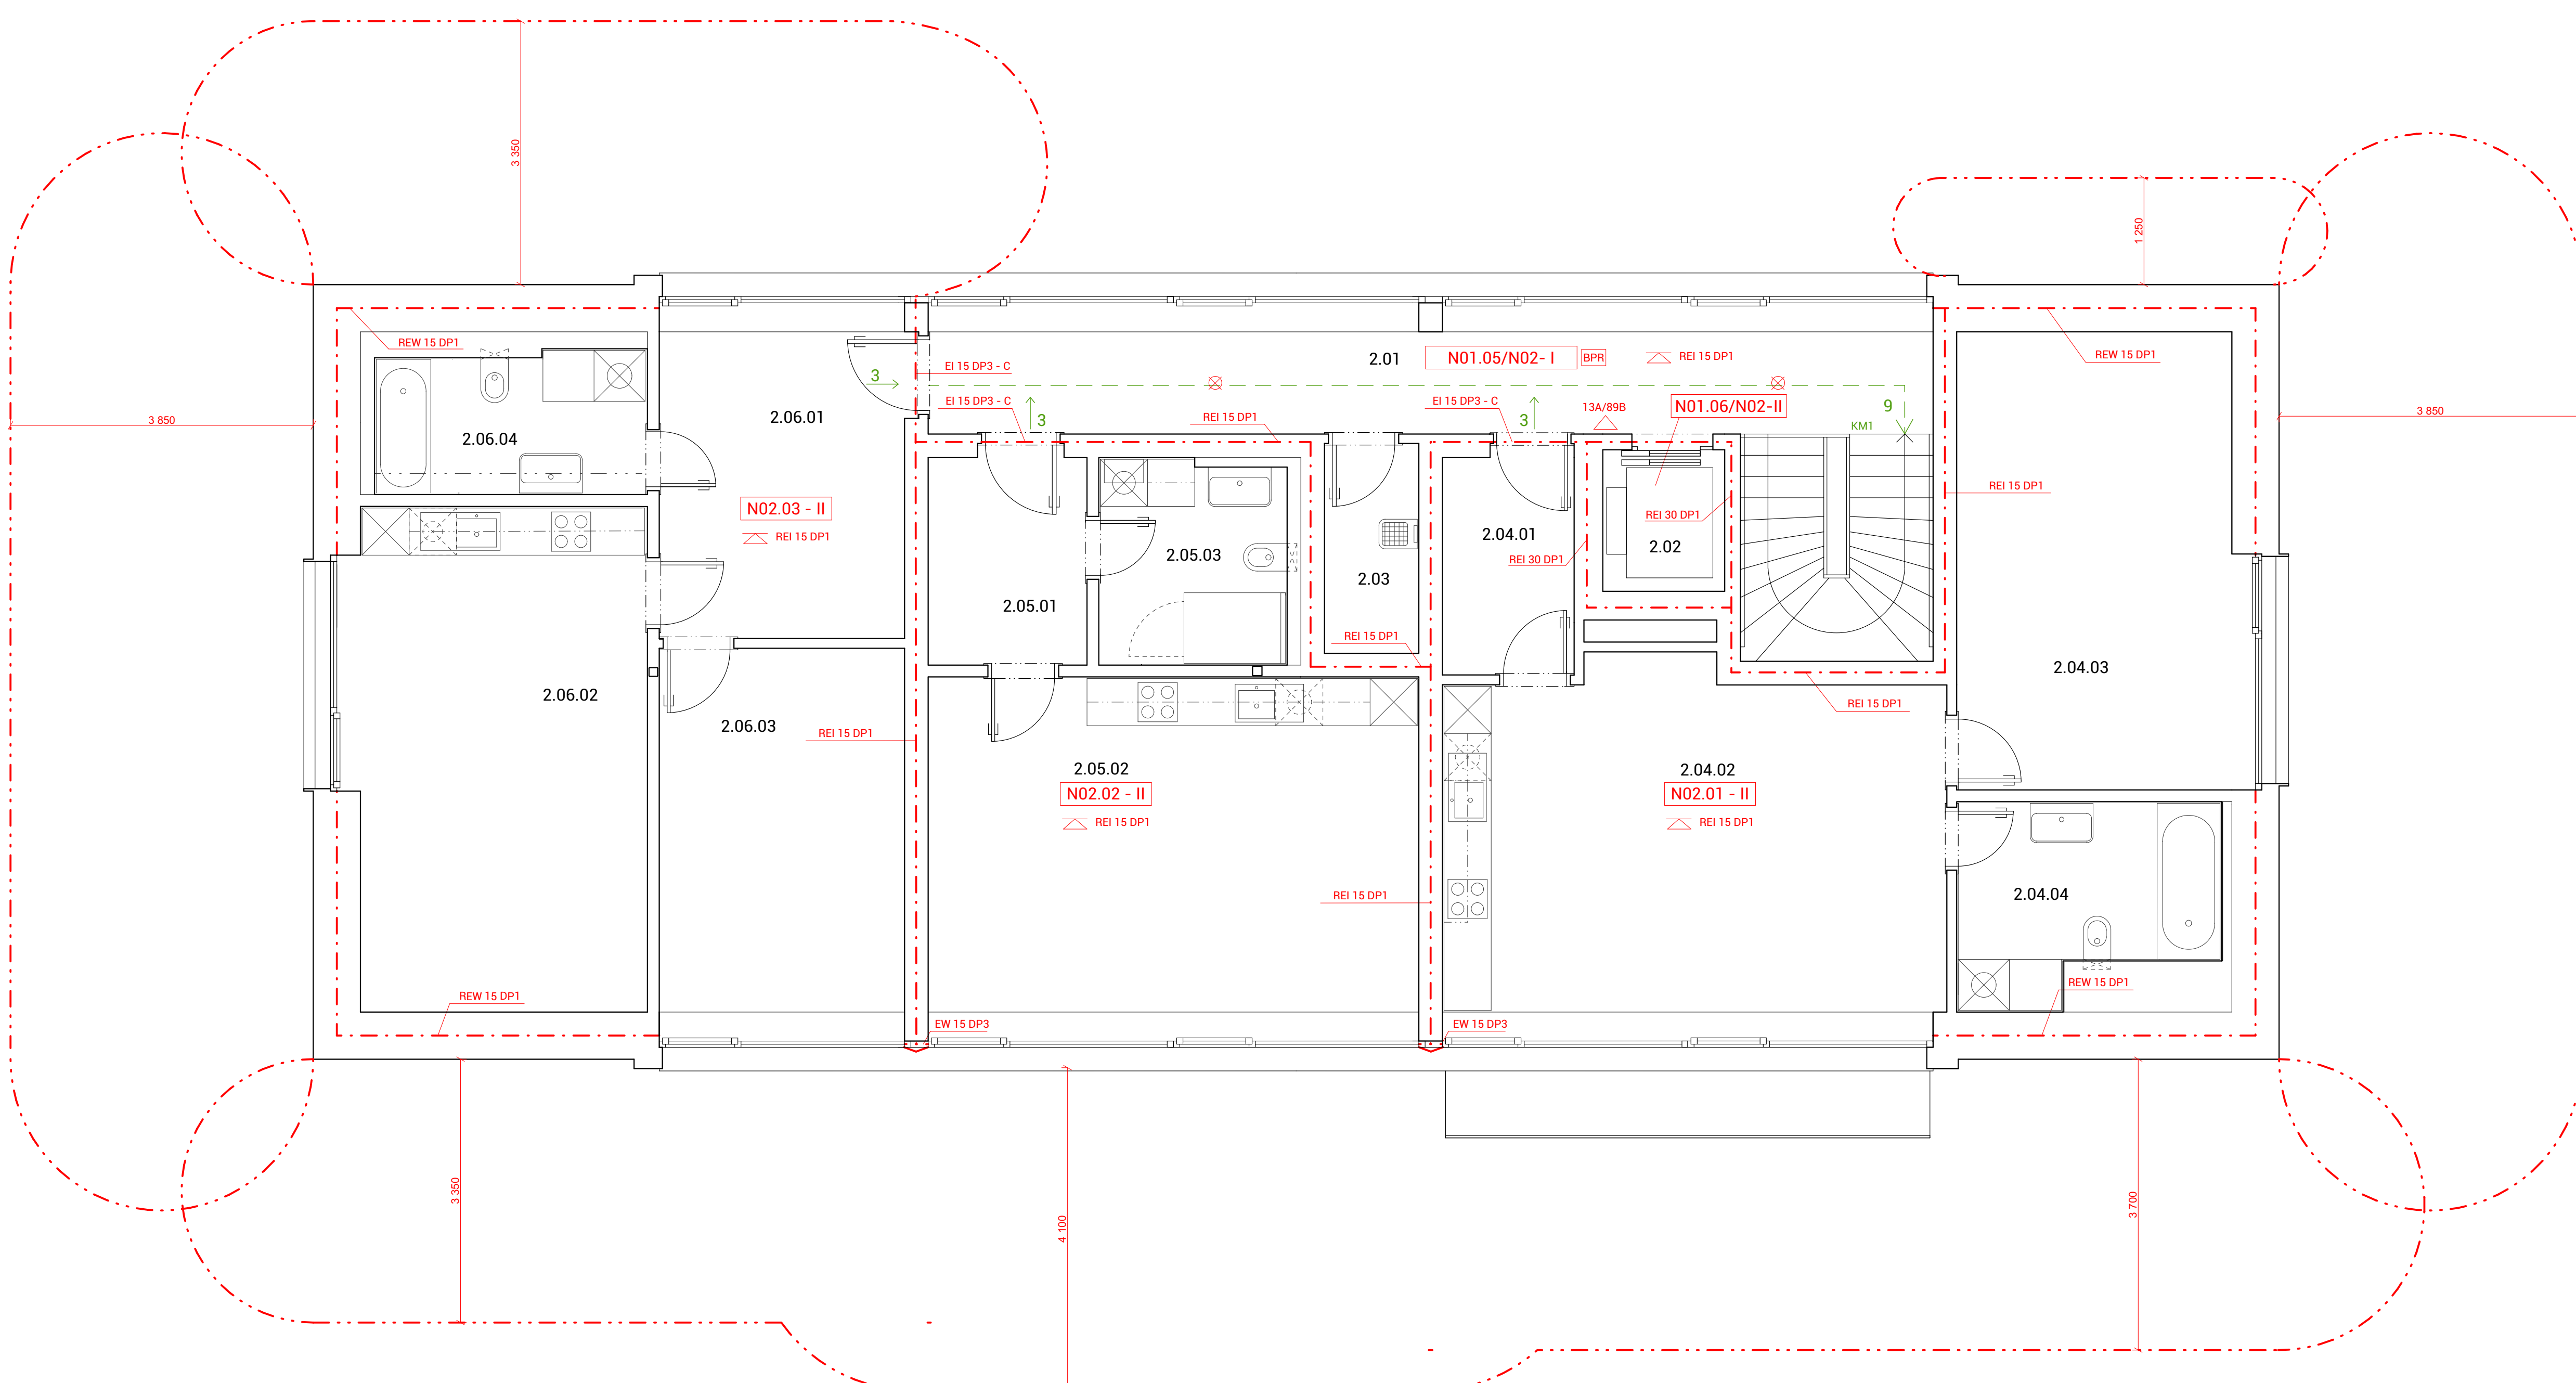 3 350
1 250
REW 15 DP1
2.01
N01.05/N02- I
BPR
REI 15 DP1
REW 15 DP1
EI 15 DP3 - C
3
EI 15 DP3 - C
3
REI 15 DP1
EI 15 DP3 - C
3
13A/89B
N01.06/N02-II
9
KM1
3 850
3 850
2.06.01
2.06.04
N02.03 - II
REI 15 DP1
2.05.03
2.05.01
2.03
2.04.01
REI 30 DP1
2.02
REI 30 DP1
REI 15 DP1
REI 15 DP1
2.04.03
REI 15 DP1
2.06.02
2.06.03
REI 15 DP1
2.05.02
N02.02 - II
REI 15 DP1
2.04.02
N02.01 - II
REI 15 DP1
REI 15 DP1
2.04.04
REW 15 DP1
REW 15 DP1
EW 15 DP3
EW 15 DP3
3 350
4 100
3 700